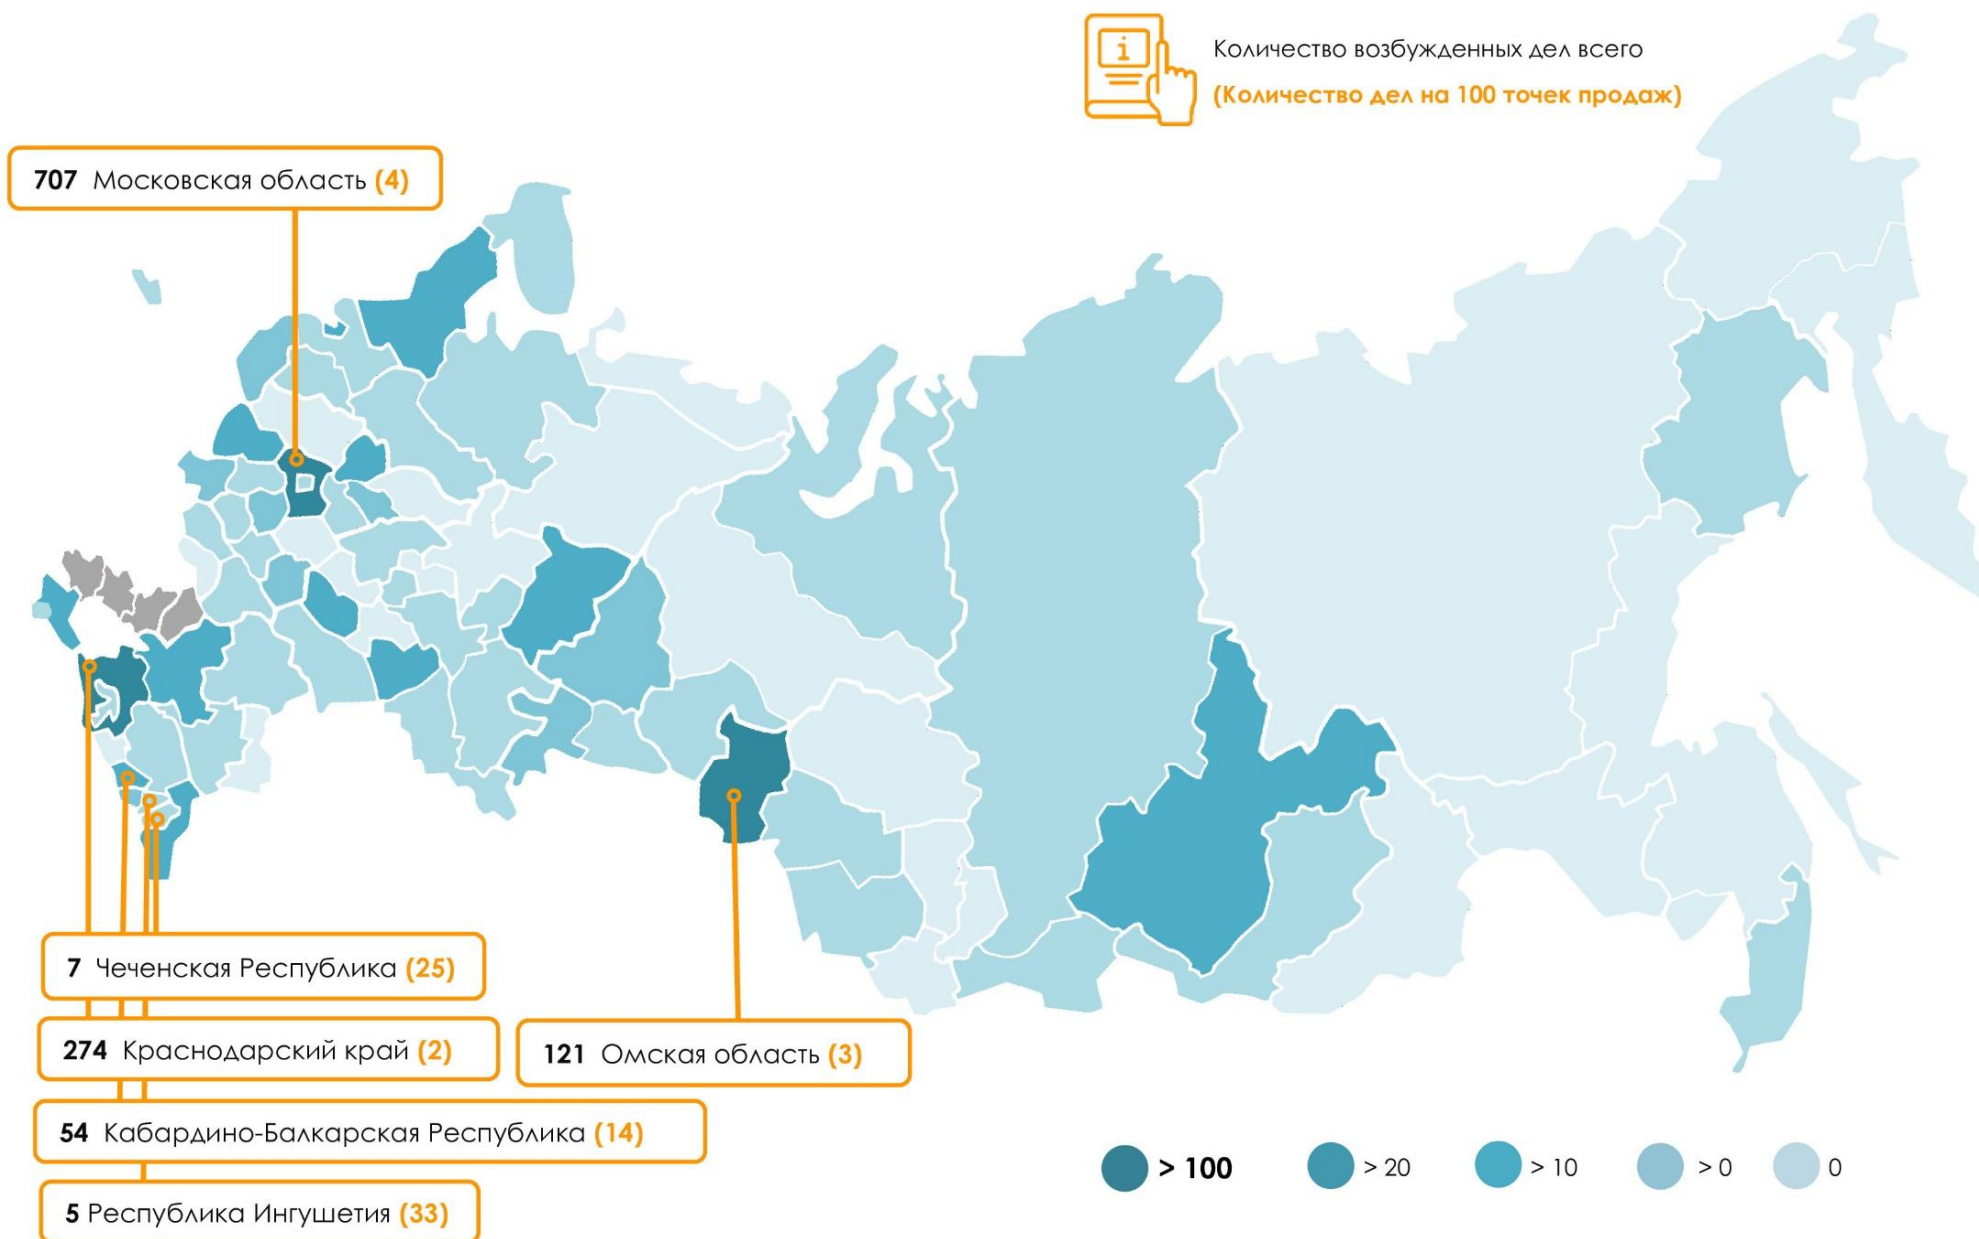 i
Количество возбужденных дел всего
(Количество дел на 100 точек продаж)
707 Московская область (4)
7 Чеченская Республика (25)
274 Краснодарский край (2)
121 Омская область (3)
54 Кабардино-Балкарская Республика (14)
5 Республика Ингушетия (33)
> 100 > 20 > 10 > 0 0